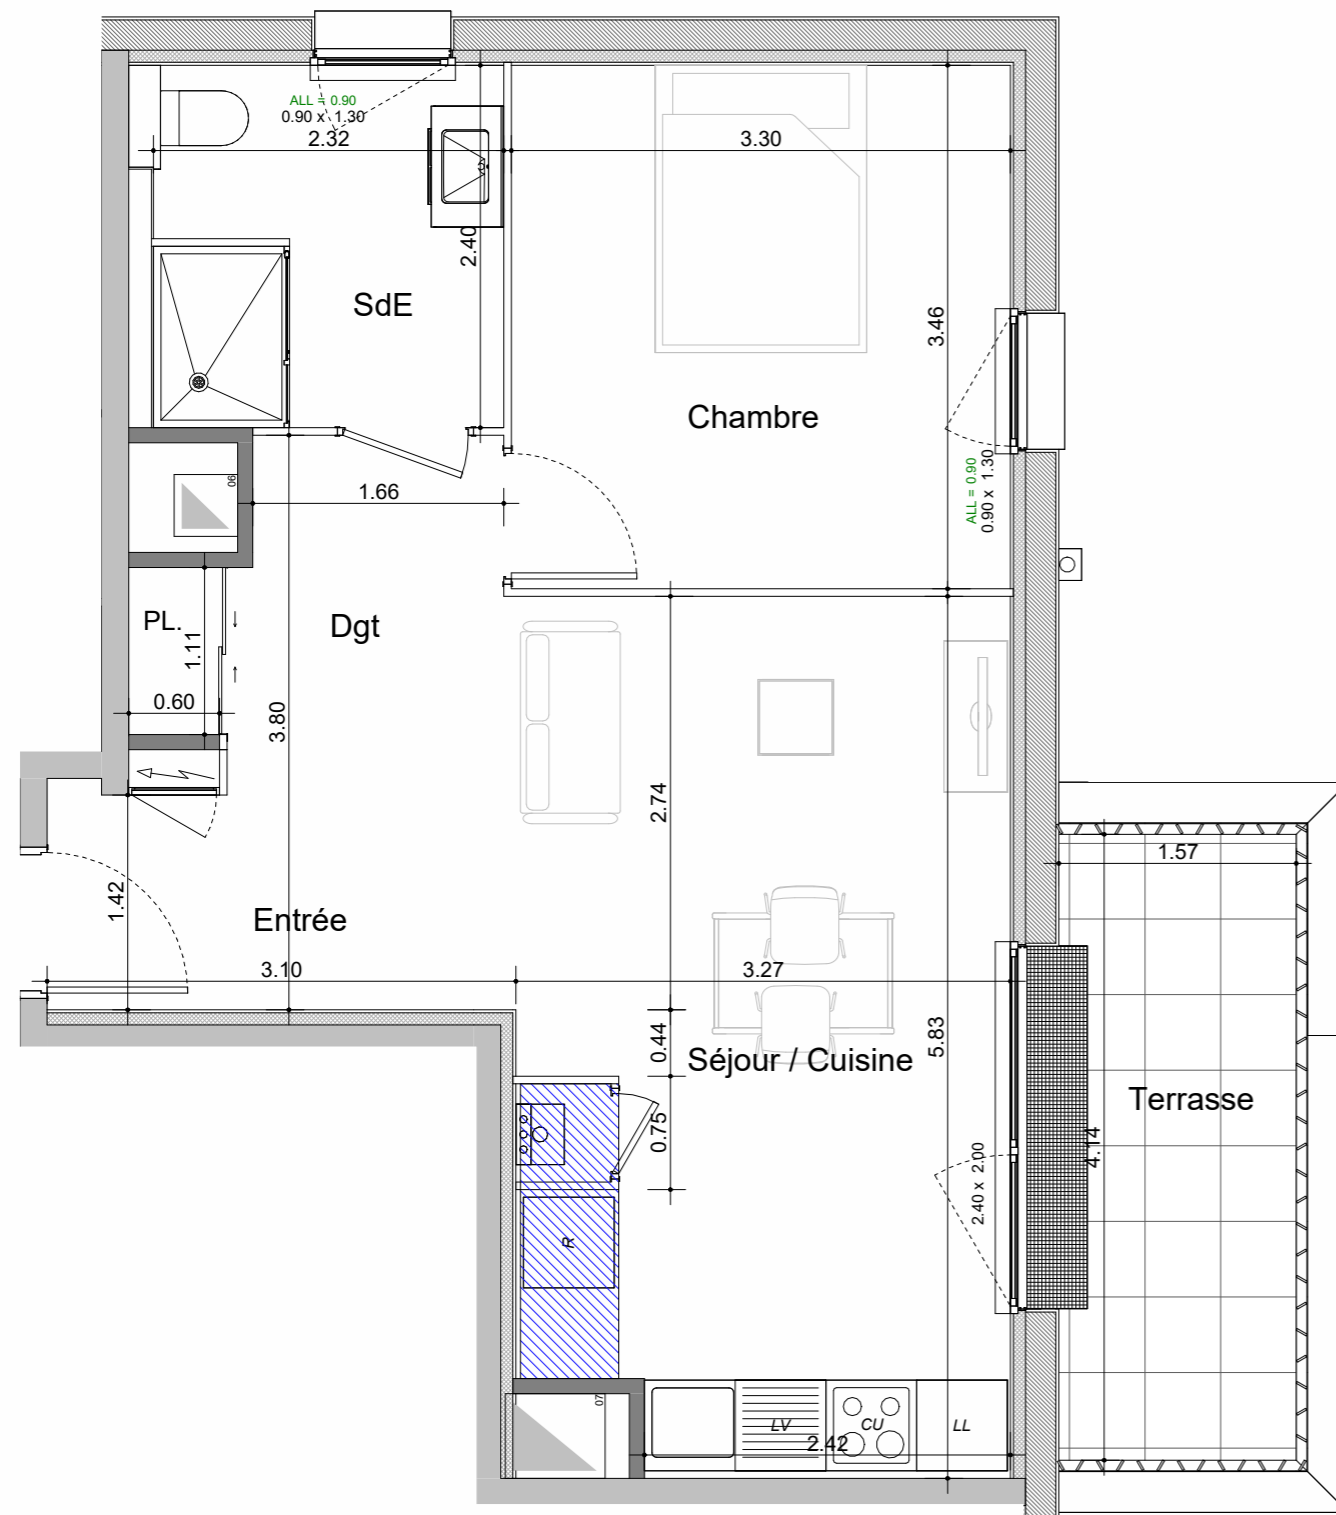 ALL = 0.90
0.90 x 1.30
2.32
3.30
2.40
SdE
3.46
Chambre
ALL = 0.90
0.90 x 1.30
06
1.66
PL.
1.11
Dgt
0.60
3.80
2.74
1.42
1.57
Entrée
3.10
3.27
0.44
Séjour / Cuisine
5.83
Terrasse
0.75
4.14
2.40 x 2.00
R
07
LV
CU
LL
2.42